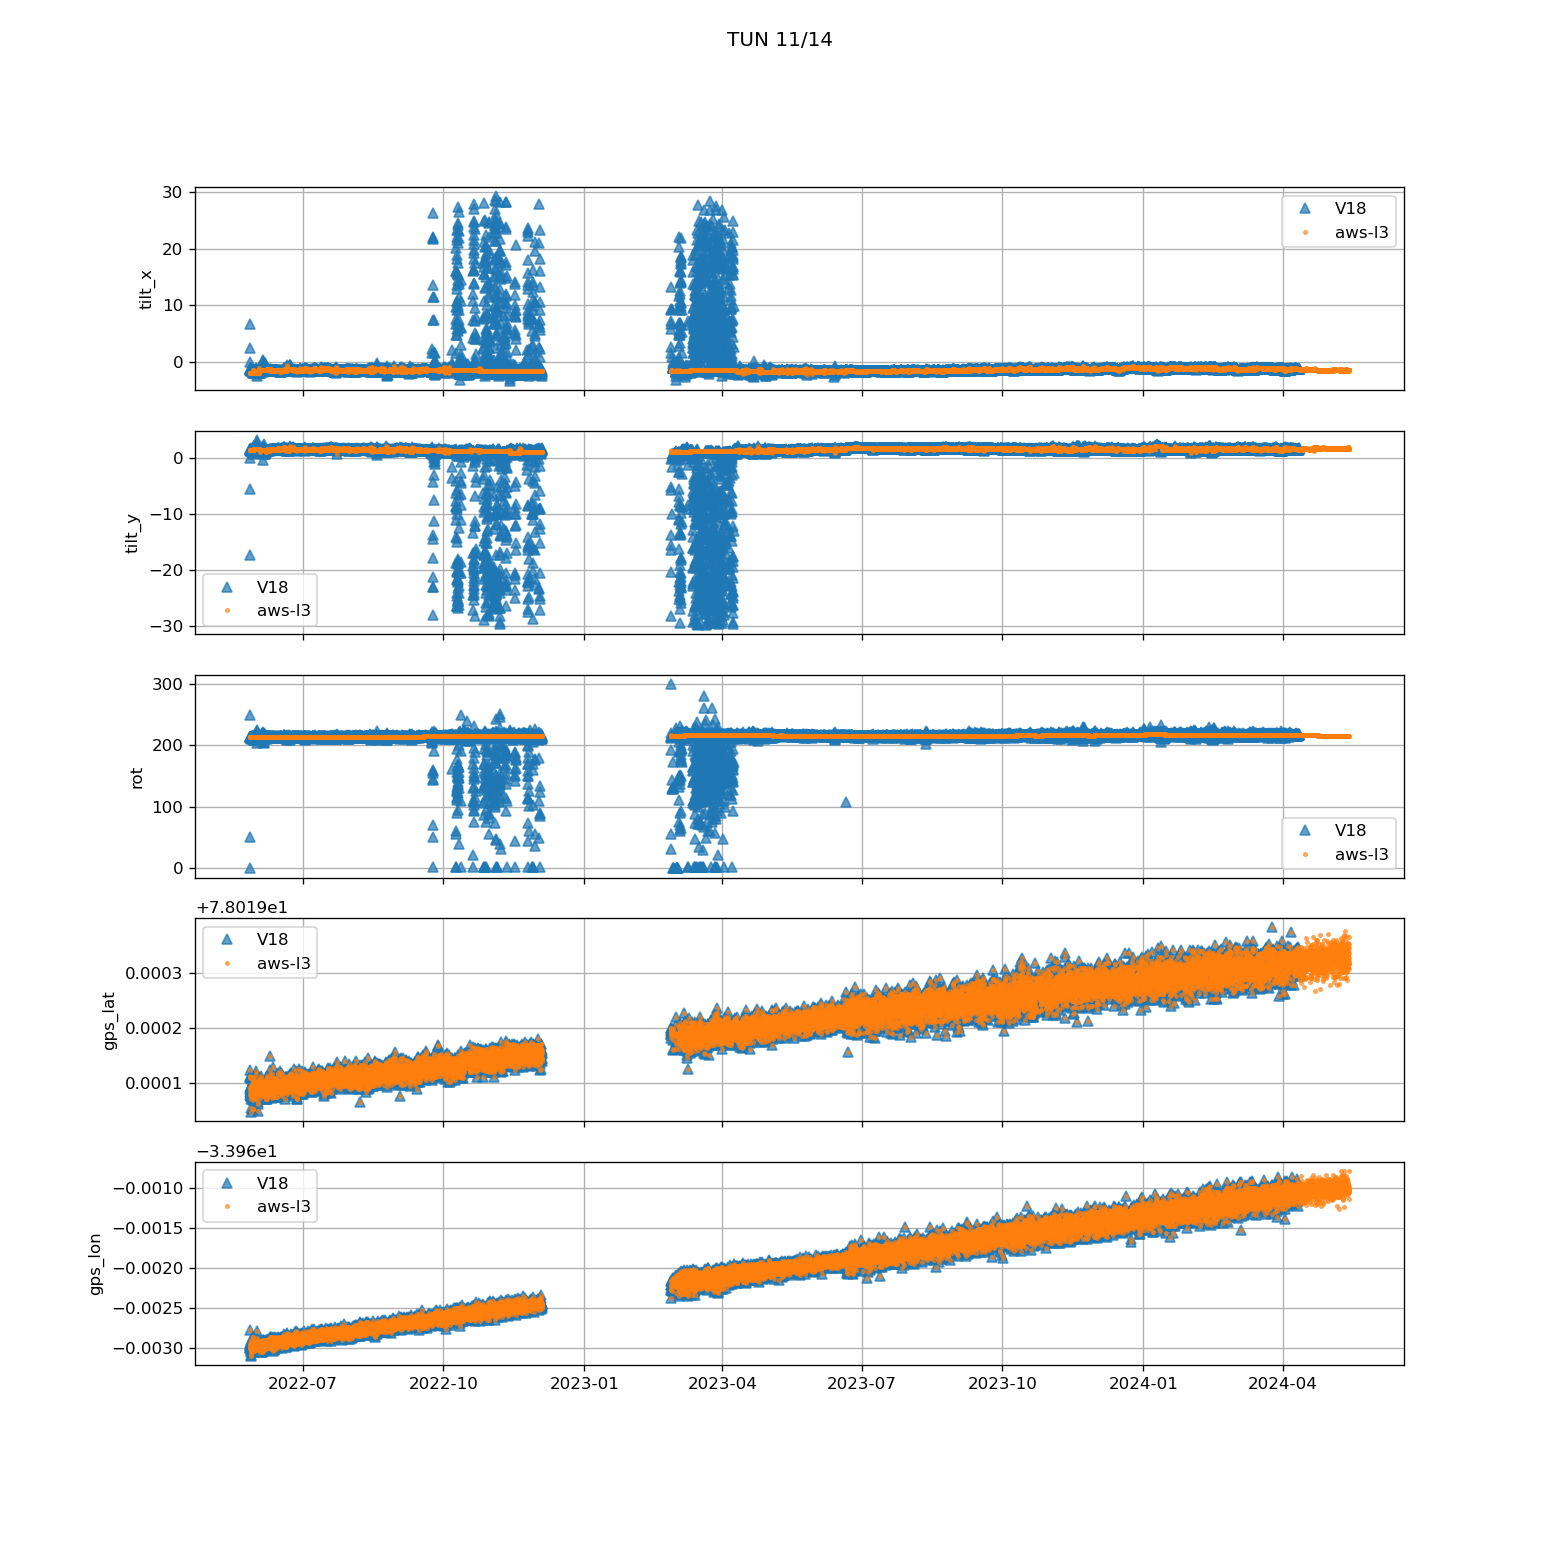 TUN 11/14
30
20
10
0
tilt_x
V18
aws-l3
0
−10
−20
−30
tilt_y
V18
aws-l3
300
200
100
0
rot
V18
aws-l3
+7.8019e1
0.0003
0.0002
0.0001
gps_lat
V18
aws-l3
−3.396e1
−0.0010
−0.0015
−0.0020
−0.0025
−0.0030
gps_lon
V18
aws-l3
2022-07 2022-10 2023-01 2023-04 2023-07 2023-10 2024-01 2024-04